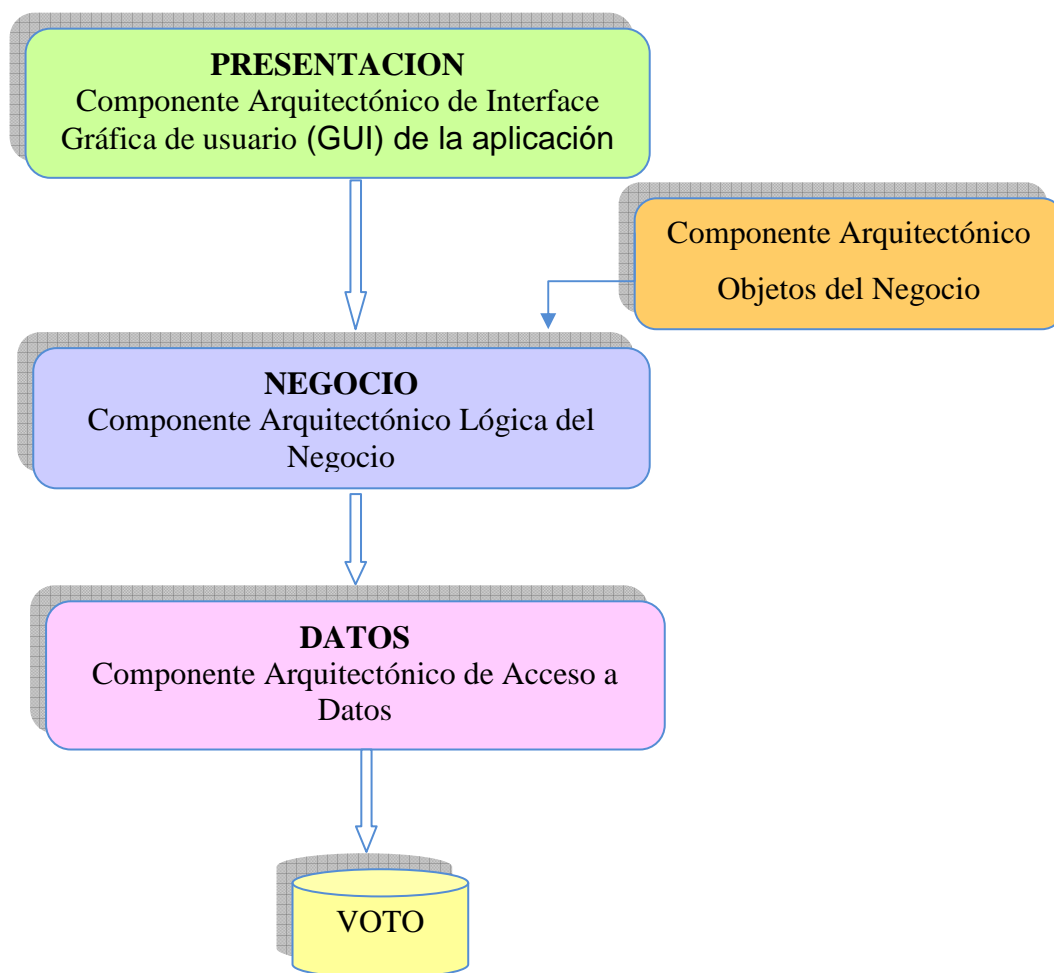 PRESENTACION
Componente Arquitectónico de Interface
Gráfica de usuario (GUI) de la aplicación
Componente Arquitectónico
Objetos del Negocio
NEGOCIO
Componente Arquitectónico Lógica del
Negocio
DATOS
Componente Arquitectónico de Acceso a
Datos
VOTO